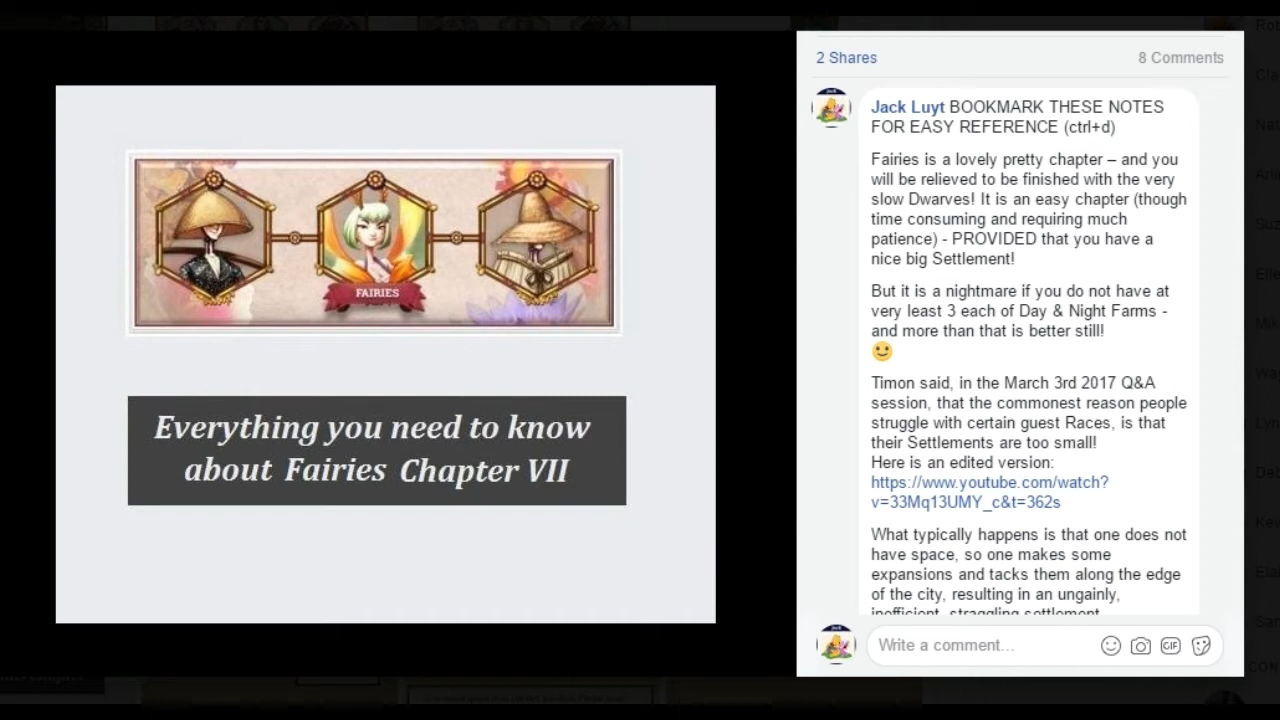 FAIRIES
Everything you need to know
about Fairies Chapter VII
2 Shares
8 Comments
Jack Luyt BOOKMARK THESE NOTES
FOR EASY REFERENCE (ctrl+d)
Fairies is a lovely pretty chapter – and you
will be relieved to be finished with the very
slow Dwarves! It is an easy chapter (though
time consuming and requiring much
patience) - PROVIDED that you have a
nice big Settlement!
But it is a nightmare if you do not have at
very least 3 each of Day & Night Farms -
and more than that is better still!
Timon said, in the March 3rd 2017 Q&A
session, that the commonest reason people
struggle with certain guest Races, is that
their Settlements are too small!
Here is an edited version:
https://www.youtube.com/watch?
v=33Mq13UMY_c&t=362s
What typically happens is that one does not
have space, so one makes some
expansions and tacks them along the edge
of the city, resulting in an ungainly,
inefficient, straggling settlement
Write a comment...
GIF